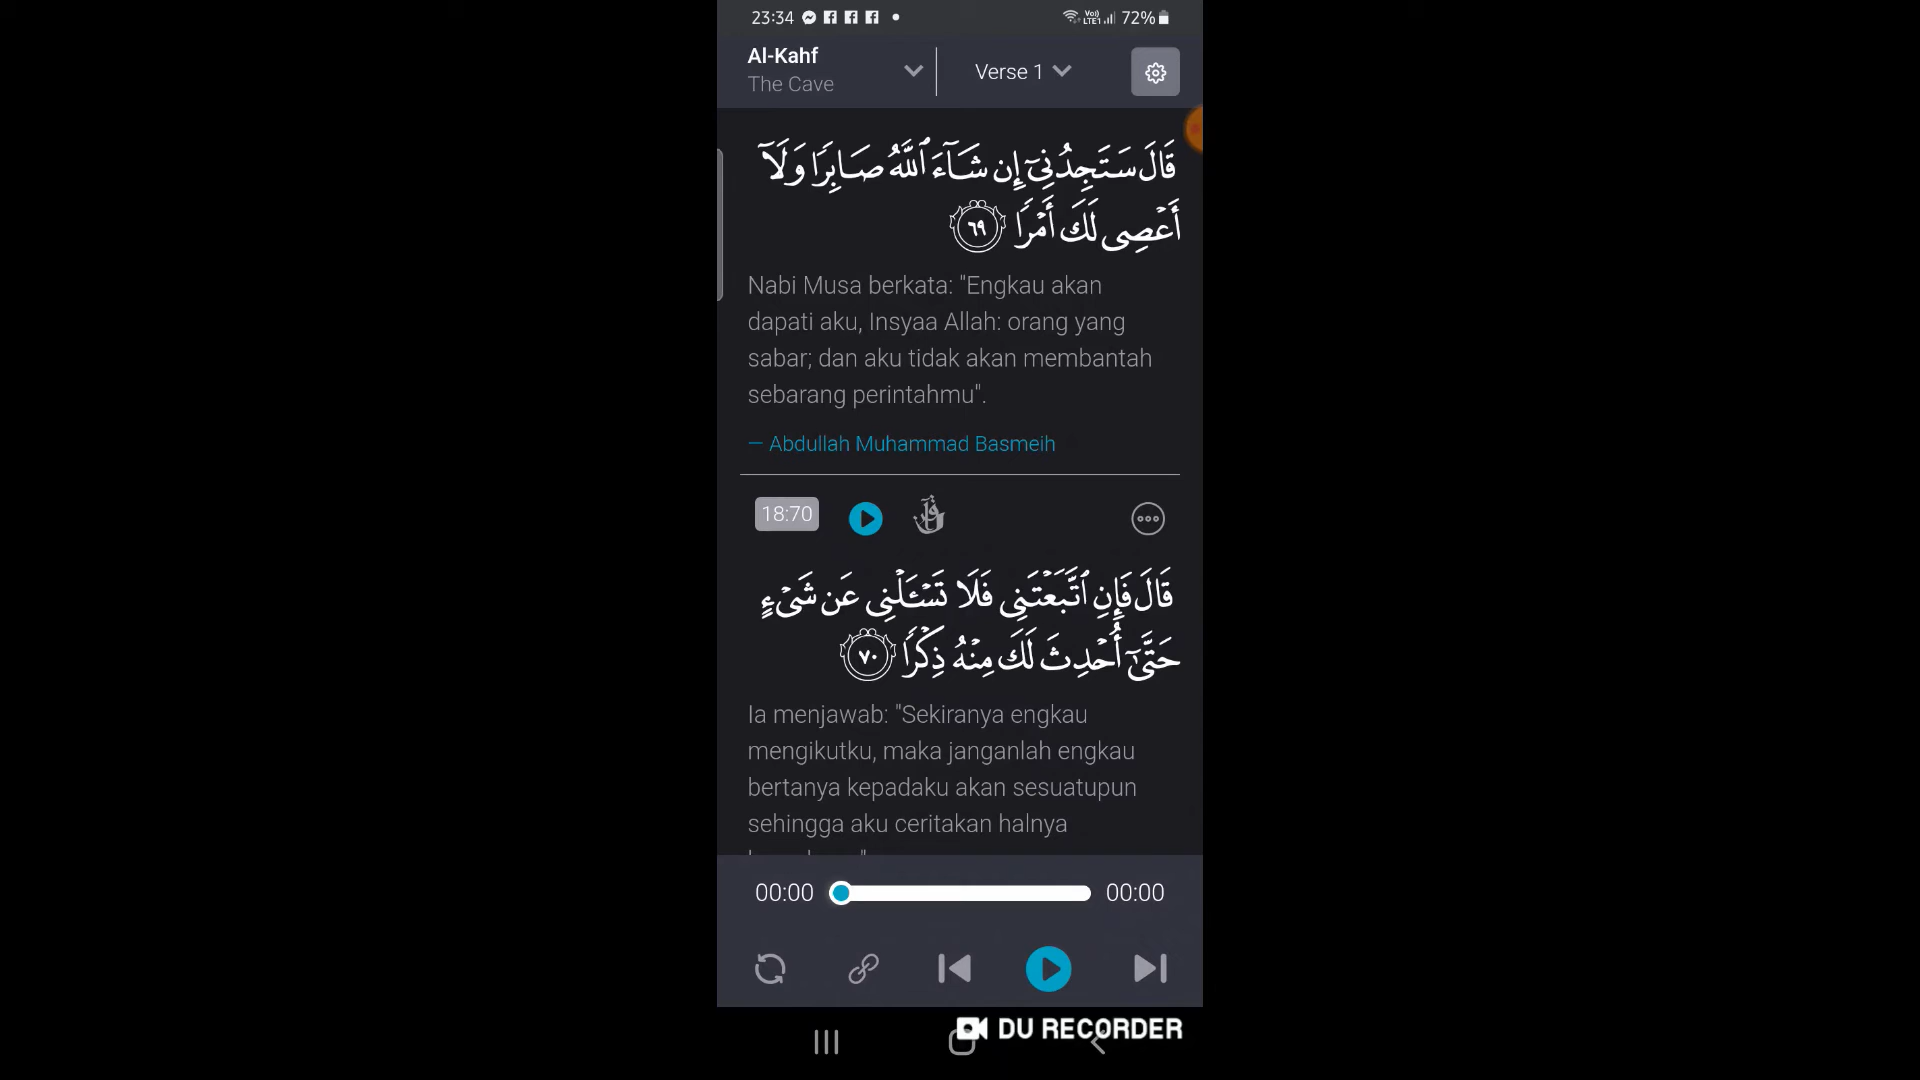 23:34 72%
Al-Kahf
The Cave
Verse 1
قَالَ سَتَجِدُنِىٓ إِن شَآءَ ٱللَّهُ صَابِرًا وَلَآ
أَعْصِى لَكَ أَمْرًا ٦٩
Nabi Musa berkata: "Engkau akan
dapati aku, Insyaa Allah: orang yang
sabar; dan aku tidak akan membantah
sebarang perintahmu".
— Abdullah Muhammad Basmeih
18:70
قَالَ فَإِنِ ٱتَّبَعْتَنِى فَلَا تَسْـَٔلْنِى عَن شَىْءٍ
حَتَّىٰٓ أُحْدِثَ لَكَ مِنْهُ ذِكْرًا ٧٠
Ia menjawab: "Sekiranya engkau
mengikutku, maka janganlah engkau
bertanya kepadaku akan sesuatupun
sehingga aku ceritakan halnya
00:00 00:00
DU RECORDER